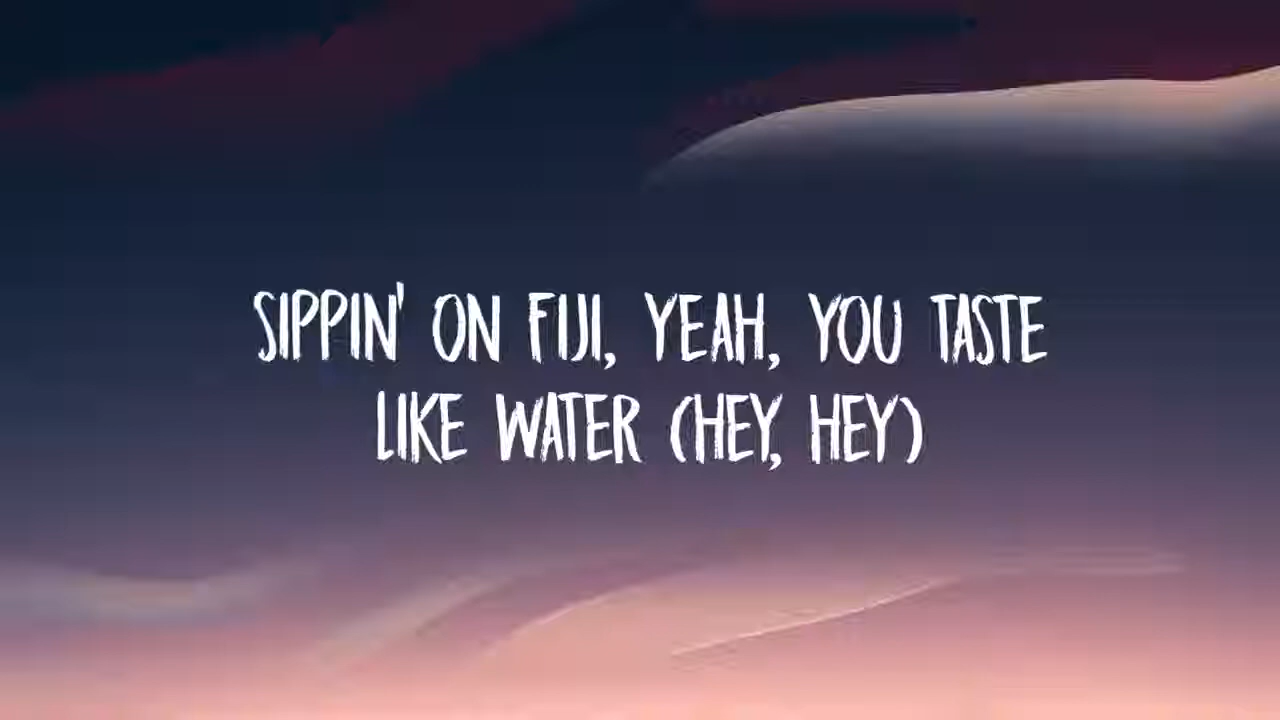 SIPPIN' ON FIJI, YEAH, YOU TASTE
LIKE WATER (HEY, HEY)